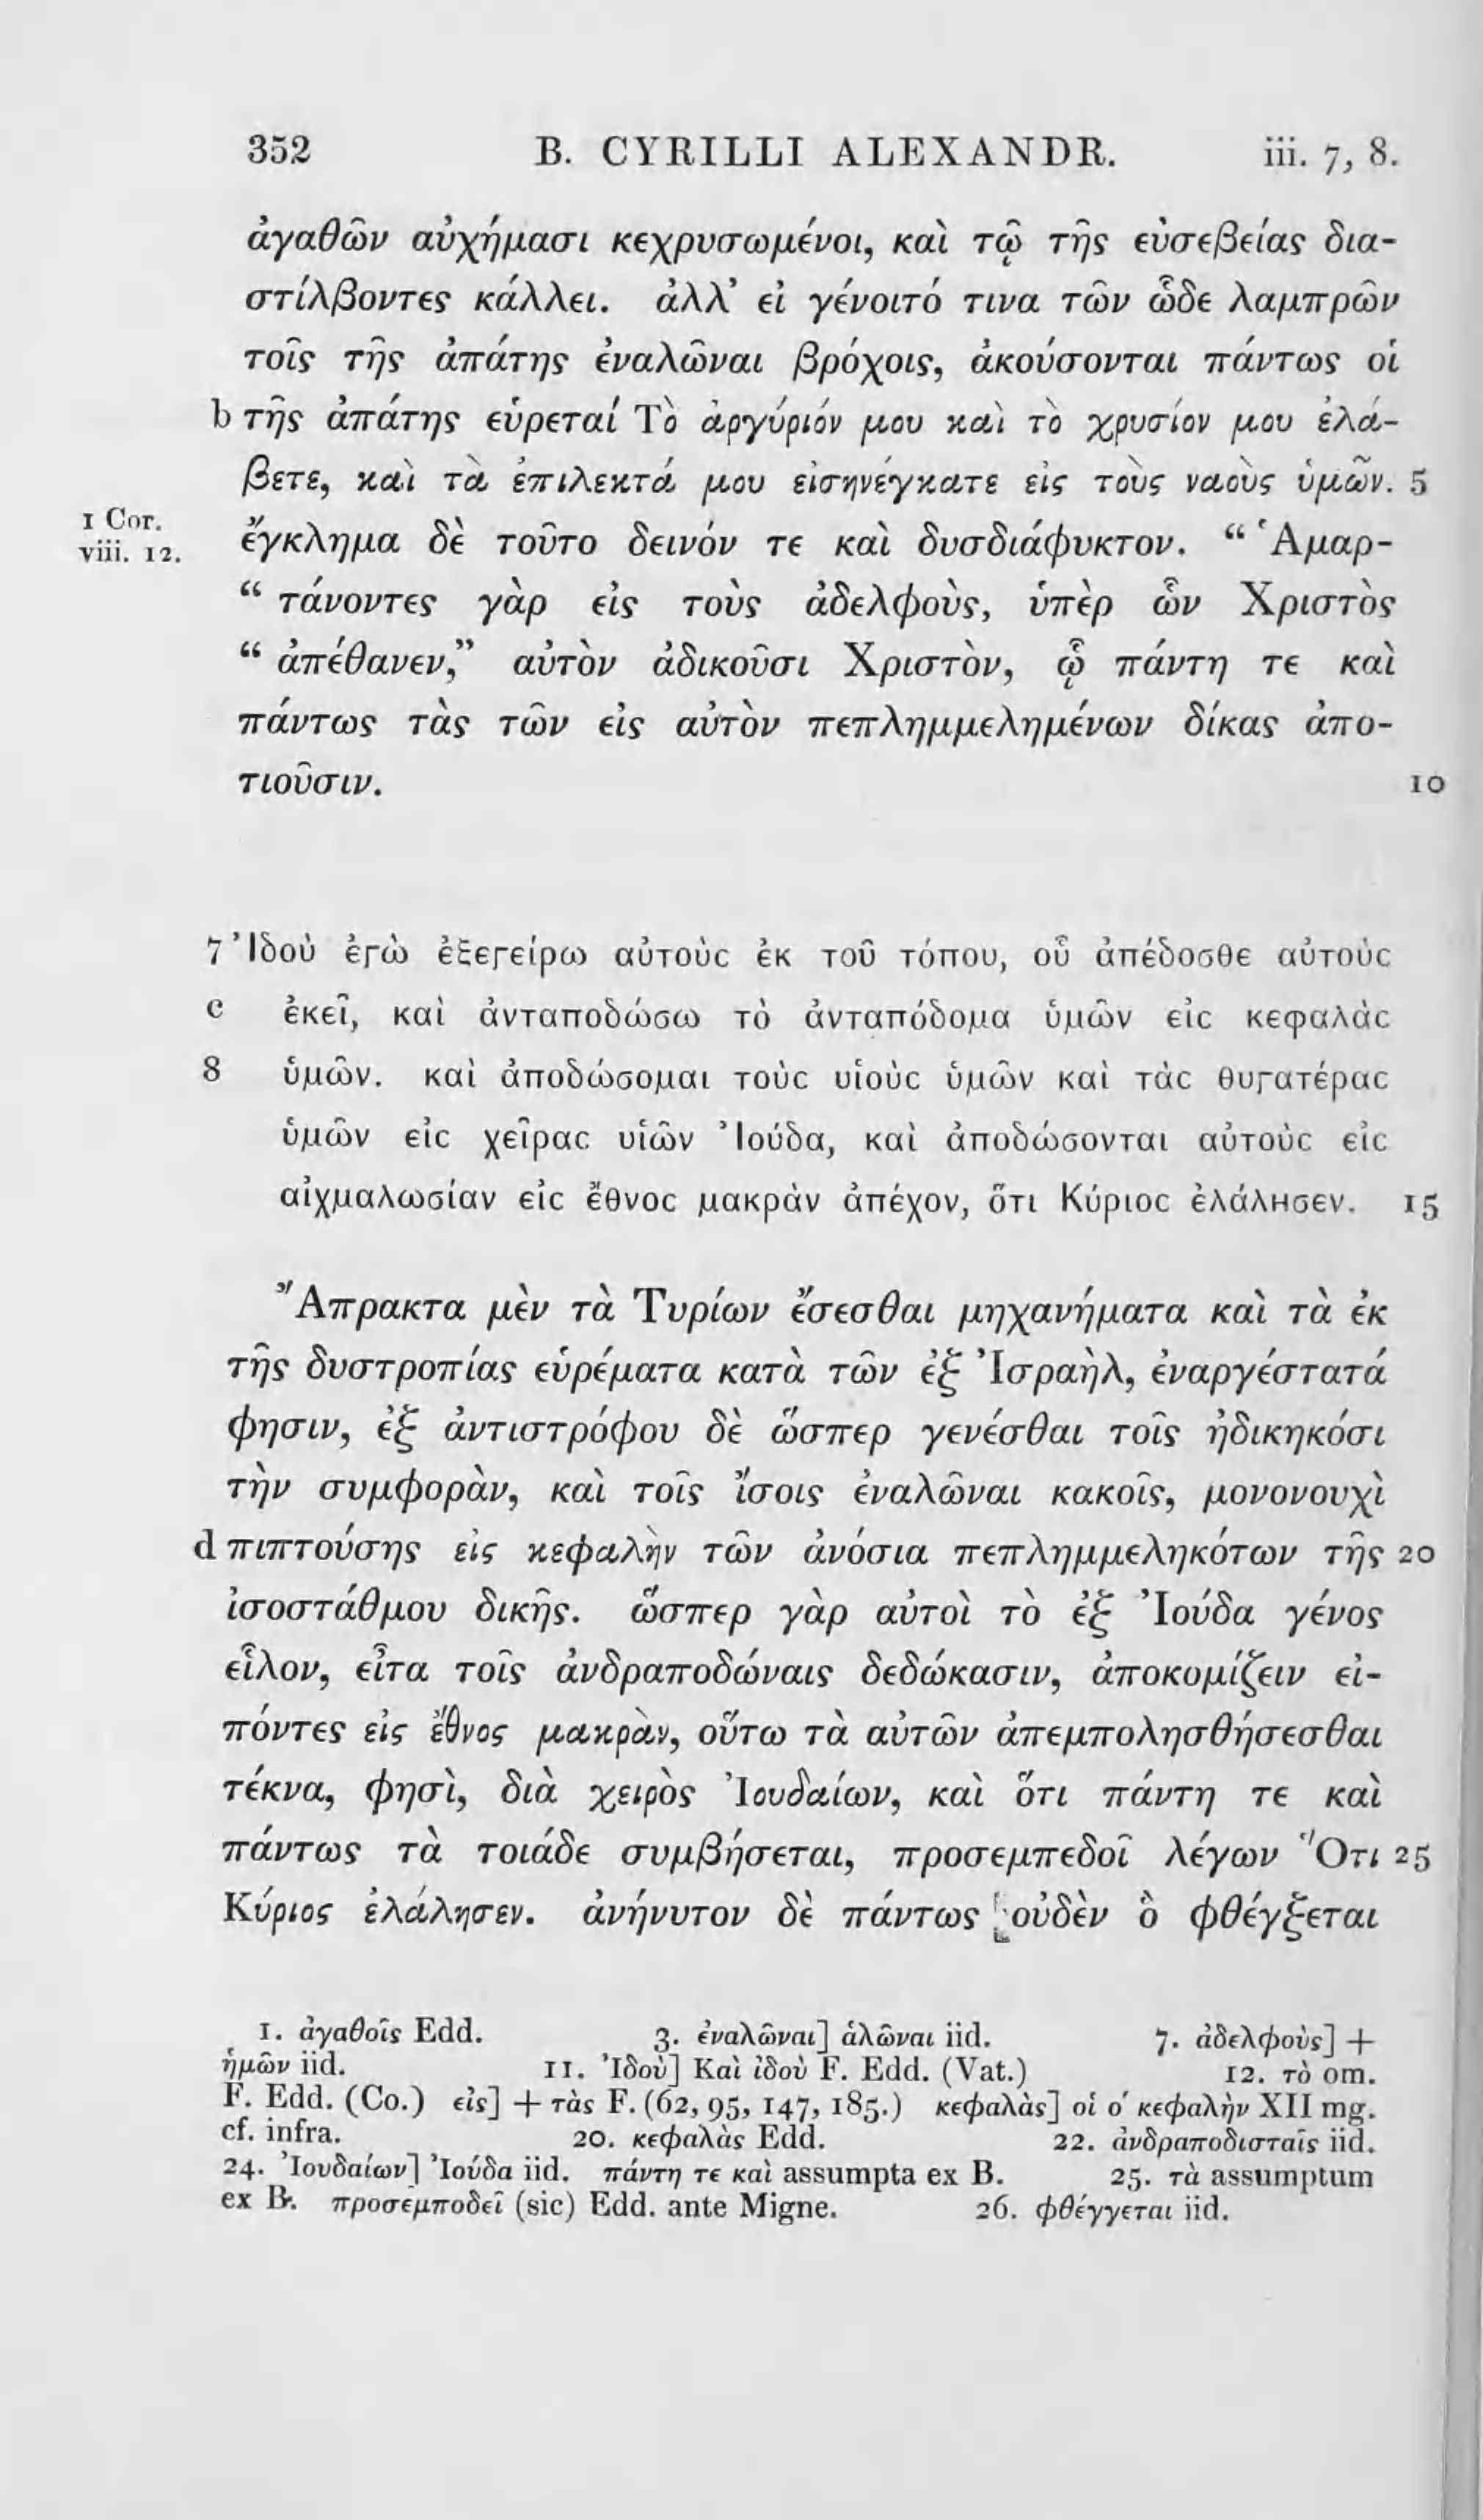 352 B. CYRILLI ALEXANDR. iii. 7, 8.
ἀγαθῶν αὐχήμασι κεχρυσωμένοι, καὶ τῷ τῆς εὐσεβείας δια-
στίλβοντες κάλλει. ἀλλ’ εἰ γένοιτό τινα τῶν ὧδε λαμπρῶν
τοῖς τῆς ἀπάτης ἐναλῶναι βρόχοις, ἀκούσονται πάντως οἱ
b τῆς ἀπάτης εὑρεταί Τὸ ἀργύριόν μου καὶ τὸ χρυσίον μου ἐλά-
βετε, καὶ τὰ ἐπιλεκτά μου εἰσηνέγκατε εἰς τοὺς ναοὺς ὑμῶν. 5
1 Cor.
viii. 12.
ἔγκλημα δὲ τοῦτο δεινόν τε καὶ δυσδιάφυκτον. “ Ἁμαρ-
“ τάνοντες γὰρ εἰς τοὺς ἀδελφοὺς, ὑπὲρ ὧν Χριστὸς
“ ἀπέθανεν,” αὐτὸν ἀδικοῦσι Χριστὸν, ᾧ πάντη τε καὶ
πάντως τὰς τῶν εἰς αὐτὸν πεπλημμελημένων δίκας ἀπο-
τιοῦσιν. 10
7 Ἰδοὺ ἐγὼ ἐξεγείρω αὐτοὺς ἐκ τοῦ τόπου, οὗ ἀπέδοσθε αὐτοὺς
c ἐκεῖ, καὶ ἀνταποδώσω τὸ ἀνταπόδομα ὑμῶν εἰς κεφαλὰς
8 ὑμῶν. καὶ ἀποδώσομαι τοὺς υἱοὺς ὑμῶν καὶ τὰς θυγατέρας
ὑμῶν εἰς χεῖρας υἱῶν Ἰούδα, καὶ ἀποδώσονται αὐτοὺς εἰς
αἰχμαλωσίαν εἰς ἔθνος μακρὰν ἀπέχον, ὅτι Κύριος ἐλάλησεν. 15
Ἄπρακτα μὲν τὰ Τυρίων ἔσεσθαι μηχανήματα καὶ τὰ ἐκ
τῆς δυστροπίας εὑρέματα κατὰ τῶν ἐξ Ἰσραὴλ, ἐναργέστατά
φησιν, ἐξ ἀντιστρόφου δὲ ὥσπερ γενέσθαι τοῖς ἠδικηκόσι
τὴν συμφορὰν, καὶ τοῖς ἴσοις ἐναλῶναι κακοῖς, μονονουχὶ
d πιπτούσης εἰς κεφαλὴν τῶν ἀνόσια πεπλημμεληκότων τῆς 20
ἰσοστάθμου δικῆς. ὥσπερ γὰρ αὐτοὶ τὸ ἐξ Ἰούδα γένος
εἷλον, εἶτα τοῖς ἀνδραποδώναις δεδώκασιν, ἀποκομίζειν εἰ-
πόντες εἰς ἔθνος μακρὰν, οὕτω τὰ αὐτῶν ἀπεμποληθήσεσθαι
τέκνα, φησὶ, διὰ χειρὸς Ἰουδαίων, καὶ ὅτι πάντη τε καὶ
πάντως τὰ τοιάδε συμβήσεται, προσεμπεδοῖ λέγων Ὅτι 25
Κύριος ἐλάλησεν. ἀνήνυτον δὲ πάντως οὐδὲν ὃ φθέγξεται
1. ἀγαθοῖς Edd. 3. ἐναλῶναι] ἁλῶναι iid. 7. ἀδελφοὺς] +
ἡμῶν iid. 11. Ἰδοὺ] Καὶ ἰδοὺ F. Edd. (Vat.) 12. τὸ om.
F. Edd. (Co.) εἰς] + τὰς F. (62, 95, 147, 185.) κεφαλὰς] οἱ ο΄ κεφαλὴν XII mg.
cf. infra. 20. κεφαλὰς Edd. 22. ἀνδραποδισταῖς iid.
24. Ἰουδαίων] Ἰούδα iid. πάντη τε καὶ assumpta ex B. 25. τὰ assumptum
ex B. προσεμποδεῖ (sic) Edd. ante Migne. 26. φθέγγεται iid.